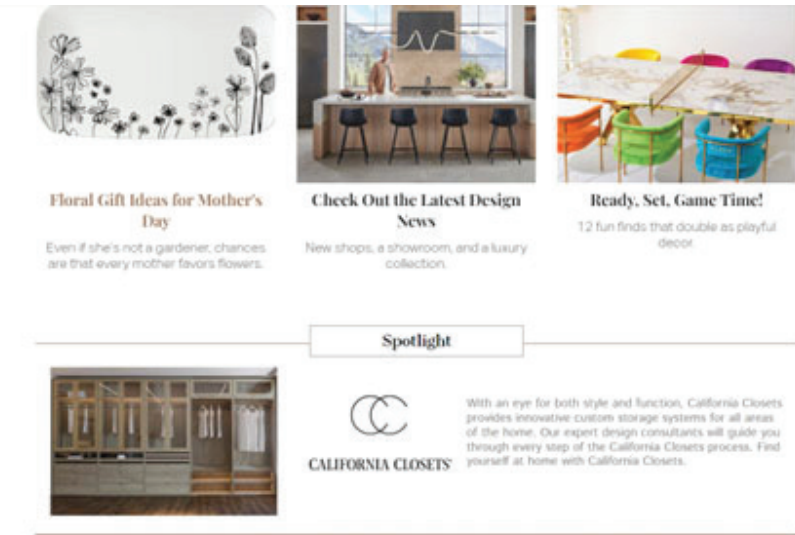 Floral Gift Ideas for Mother's
Day
Even if she's not a gardener, chances
are that every mother favors flowers.
Check Out the Latest Design
News
New shops, a showroom, and a luxury
collection.
Ready, Set, Game Time!
12 fun finds that double as playful
decor.
Spotlight
CC
CALIFORNIA CLOSETS®
With an eye for both style and function, California Closets
provides innovative custom storage systems for all areas
of the home. Our expert design consultants will guide you
through every step of the California Closets process. Find
yourself at home with California Closets.